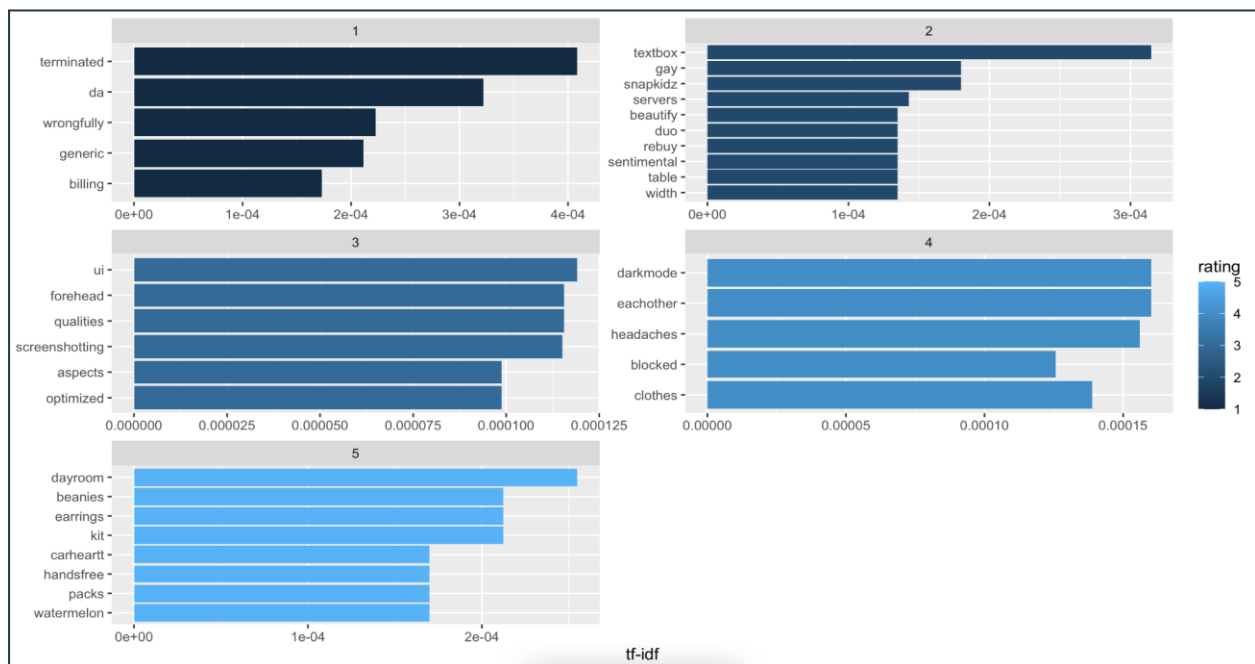 1
terminated
da
wrongfully
generic
billing
0e+00 1e-04 2e-04 3e-04 4e-04
2
textbox
gay
snapkidz
servers
beautify
duo
rebuy
sentimental
table
width
0e+00 1e-04 2e-04 3e-04
3
ui
forehead
qualities
screenshotting
aspects
optimized
0.000000 0.000025 0.000050 0.000075 0.000100 0.000125
4
darkmode
eachother
headaches
blocked
clothes
0.00000 0.00005 0.00010 0.00015
5
dayroom
beanies
earrings
kit
carheartt
handsfree
packs
watermelon
0e+00 1e-04 2e-04
tf-idf
rating
5
4
3
2
1